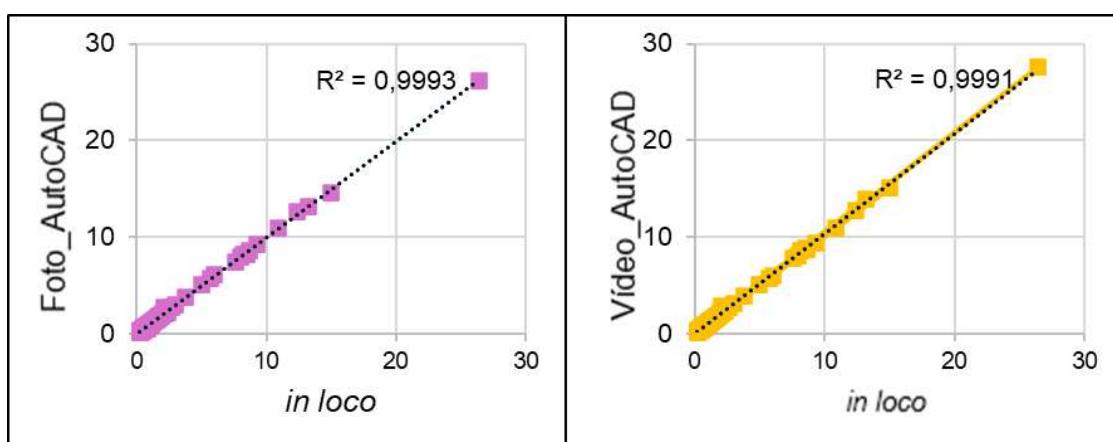 30
R² = 0,9993
20
10
0
0 10 20 30
Foto_AutoCAD
in loco
30
R² = 0,9991
20
10
0
0 10 20 30
Vídeo_AutoCAD
in loco